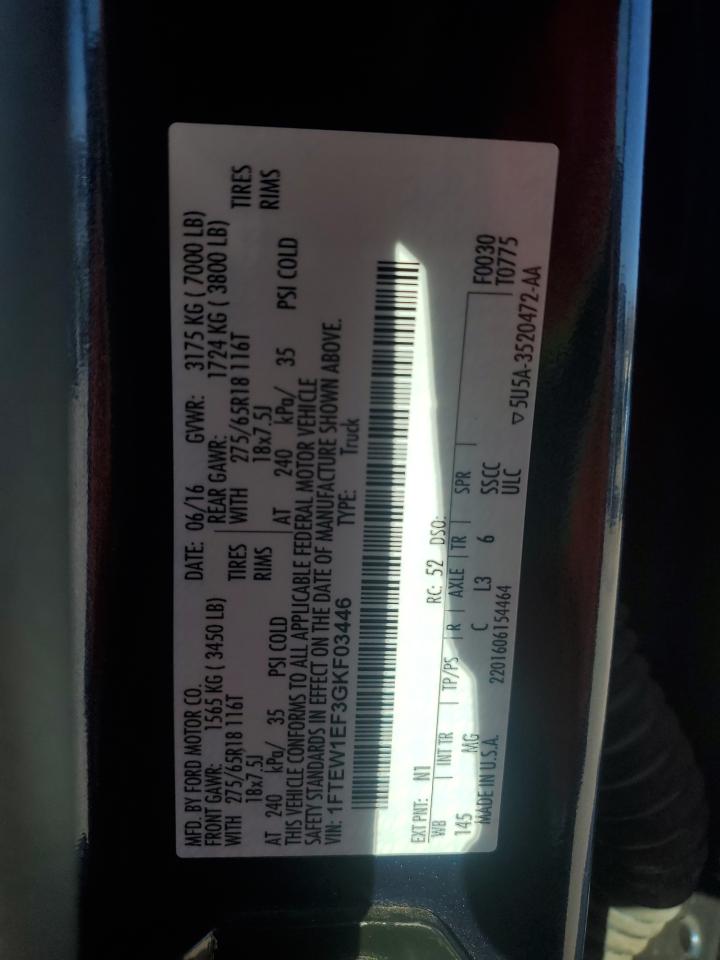 MFD. BY FORD MOTOR CO. DATE: 06/16 GVWR: 3175 KG ( 7000 LB)
FRONT GAWR: 1565 KG ( 3450 LB) REAR GAWR: 1724 KG ( 3800 LB)
WITH 275/65R18 116T TIRES WITH 275/65R18 116T TIRES
18x7.5J RIMS 18x7.5J RIMS
AT 240 kPa/ 35 PSI COLD AT 240 kPa/ 35 PSI COLD
THIS VEHICLE CONFORMS TO ALL APPLICABLE FEDERAL MOTOR VEHICLE
SAFETY STANDARDS IN EFFECT ON THE DATE OF MANUFACTURE SHOWN ABOVE.
VIN: 1FTEW1EF3GKF03446 TYPE: Truck
EXT PNT: N1 RC: 52 DSO:
WB INT TR TP/PS R AXLE TR SPR F0030
145 MG C L3 6 SSCC T0775
MADE IN U.S.A. 2201606154464 ULC ▽ 5U5A-3520472-AA